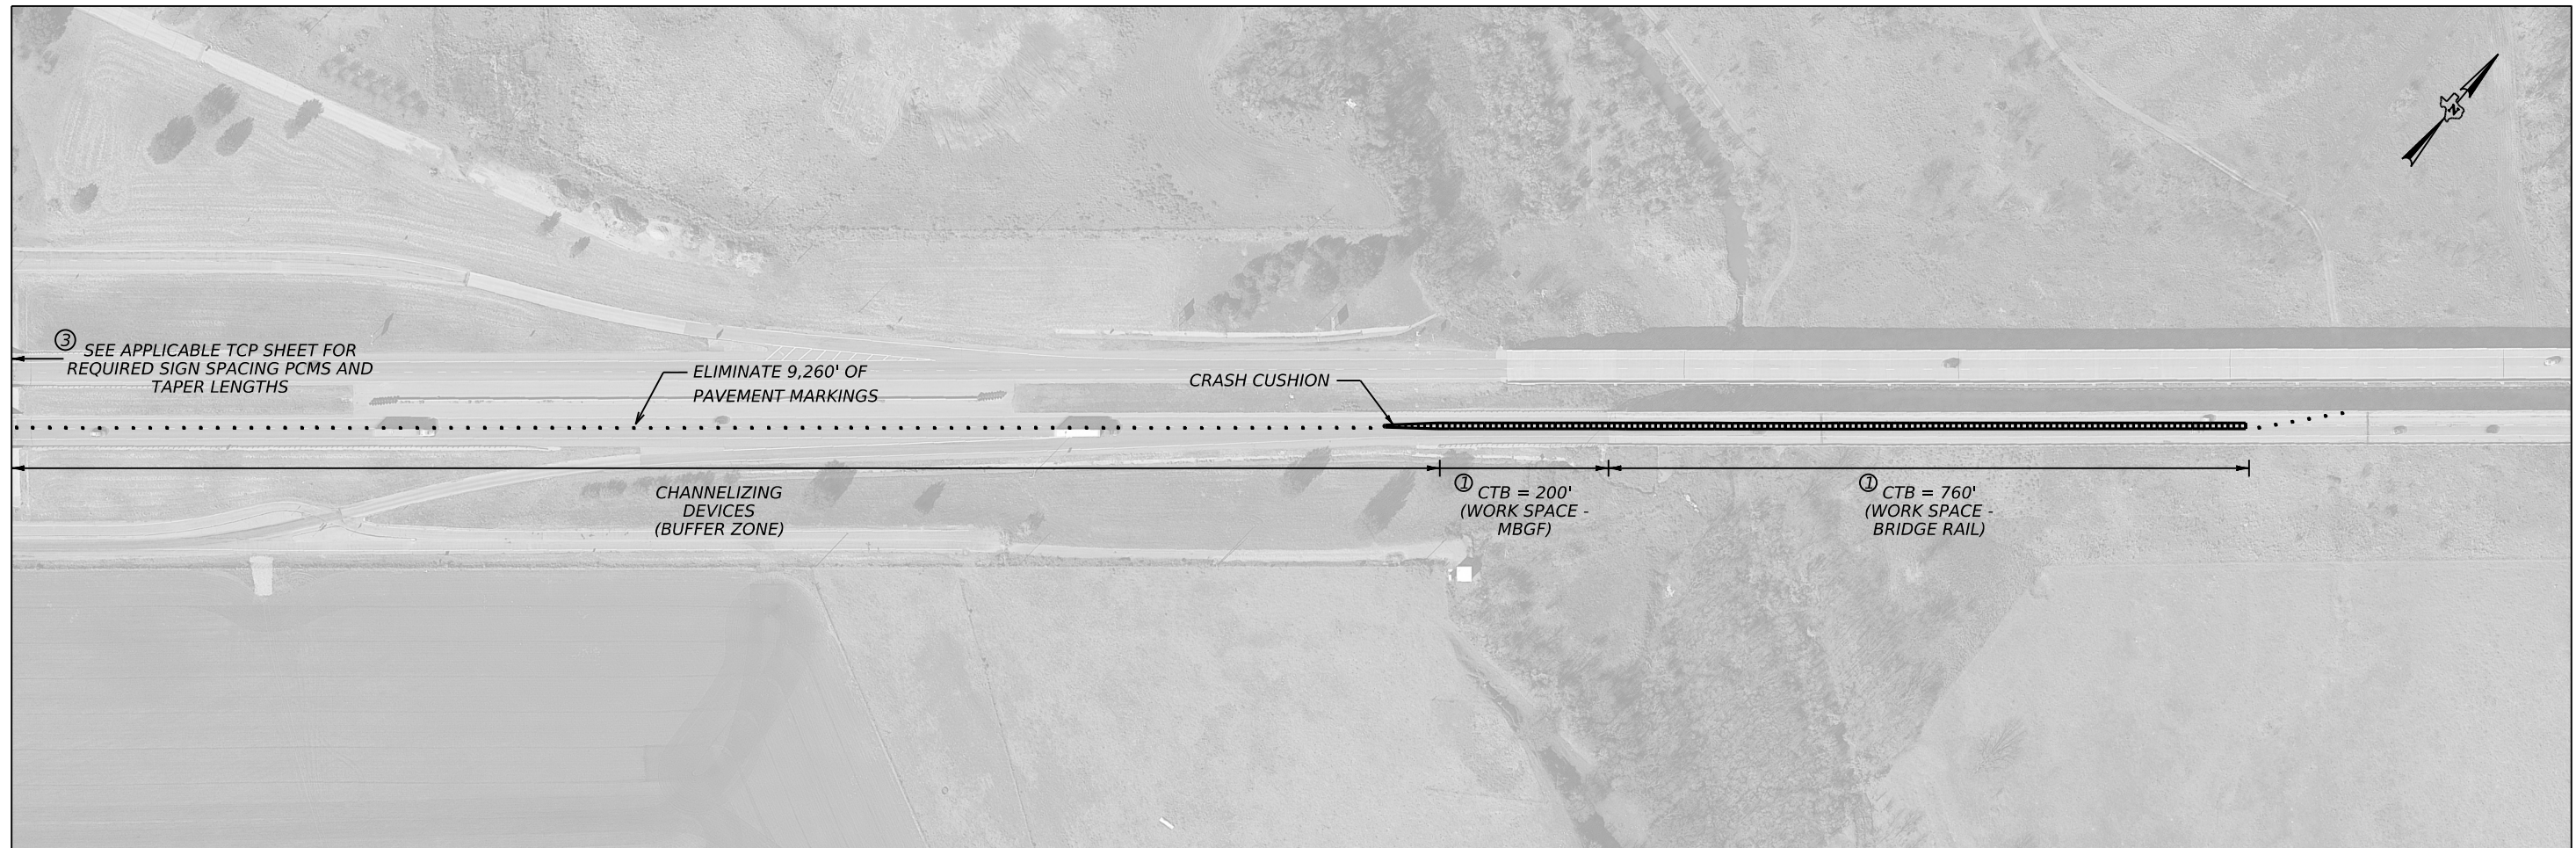 N
③
SEE APPLICABLE TCP SHEET FOR
REQUIRED SIGN SPACING PCMS AND
TAPER LENGTHS
ELIMINATE 9,260' OF
PAVEMENT MARKINGS
CRASH CUSHION
CHANNELIZING
DEVICES
(BUFFER ZONE)
① CTB = 200'
(WORK SPACE -
MBGF)
① CTB = 760'
(WORK SPACE -
BRIDGE RAIL)